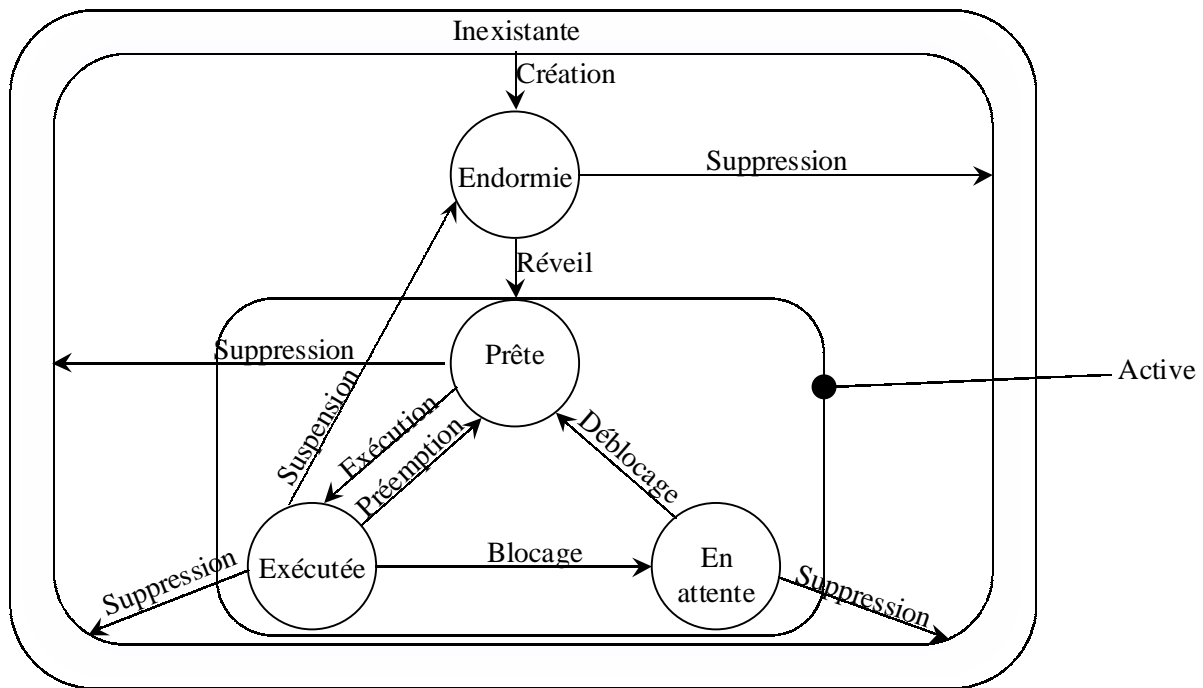 Inexistante
Création
Endormie
Suppression
Réveil
Prête
Suppression
Active
Suspension
Exécution
Préemption
Déblocage
Exécutée
Blocage
En
attente
Suppression
Suppression